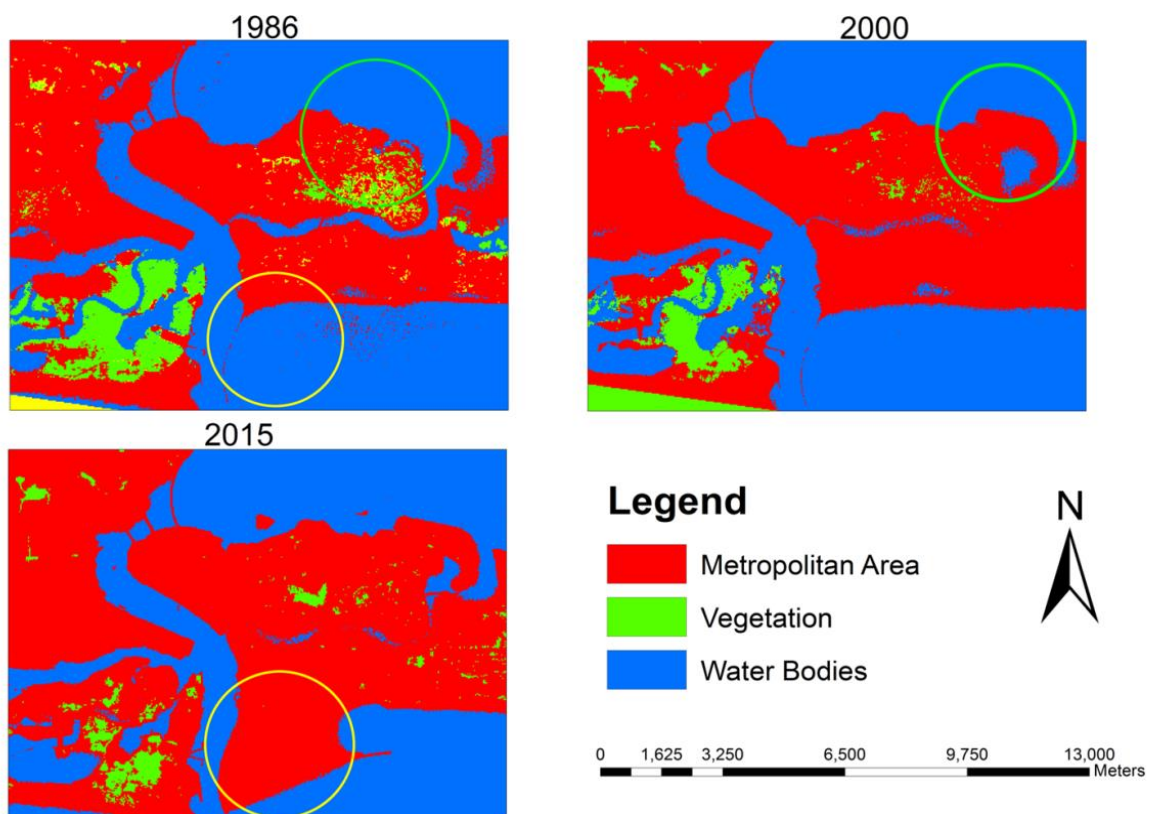 1986
2000
2015
Legend
N
Metropolitan Area
Vegetation
Water Bodies
0 1,625 3,250 6,500 9,750 13,000
Meters